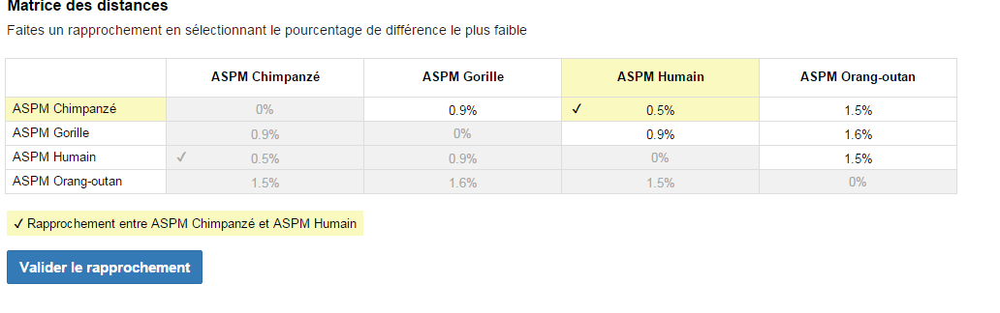 Matrice des distances
Faites un rapprochement en sélectionnant le pourcentage de différence le plus faible
ASPM Chimpanzé ASPM Gorille ASPM Humain ASPM Orang-outan
ASPM Chimpanzé 0% 0.9% ✓ 0.5% 1.5%
ASPM Gorille 0.9% 0% 0.9% 1.6%
ASPM Humain ✓ 0.5% 0.9% 0% 1.5%
ASPM Orang-outan 1.5% 1.6% 1.5% 0%
✓ Rapprochement entre ASPM Chimpanzé et ASPM Humain
Valider le rapprochement